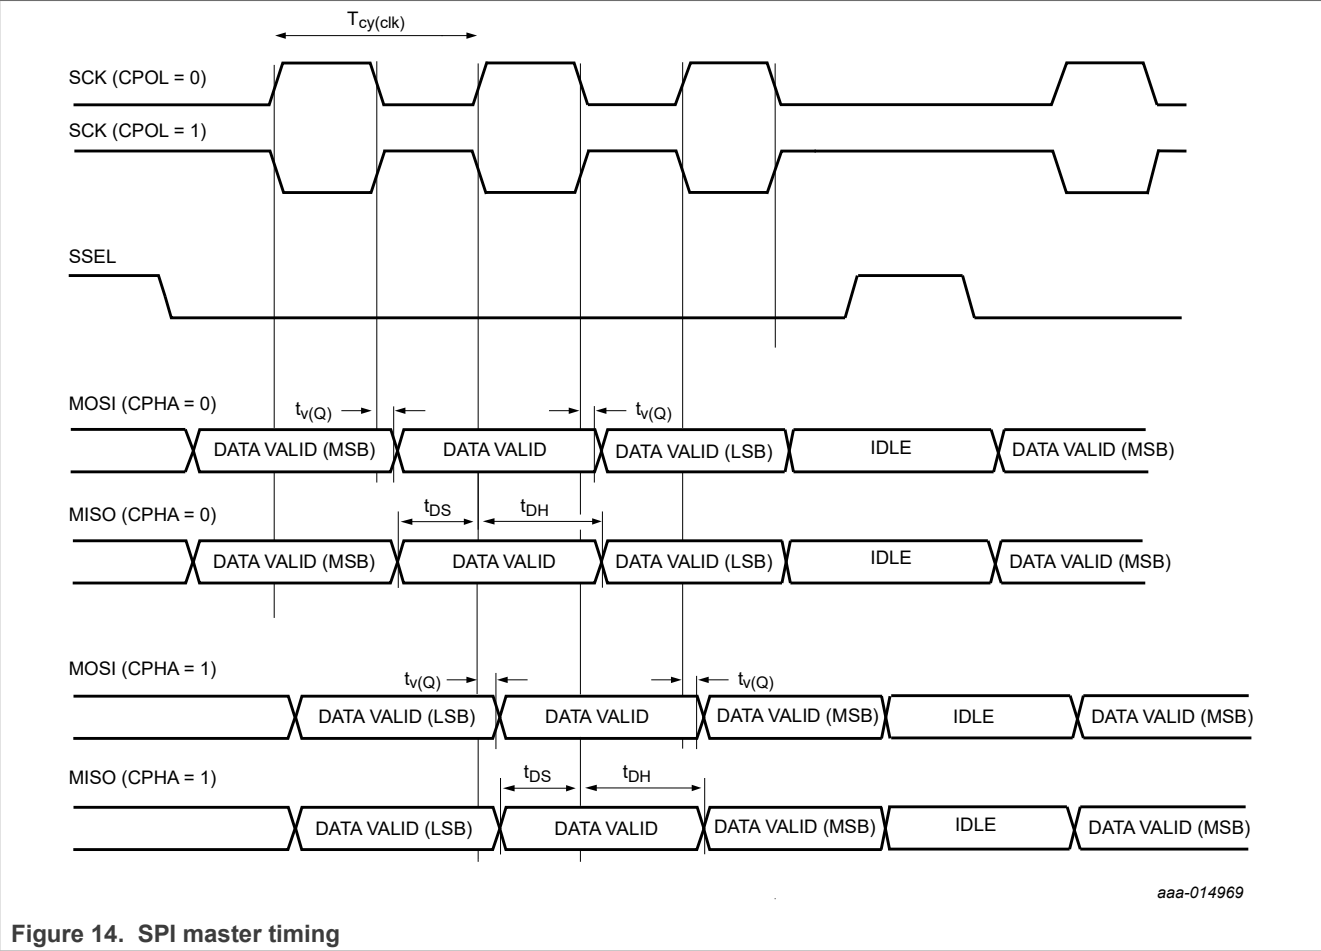 Tcy(clk)
SCK (CPOL = 0)
SCK (CPOL = 1)
SSEL
MOSI (CPHA = 0)
tv(Q) tv(Q)
DATA VALID (MSB) DATA VALID DATA VALID (LSB) IDLE DATA VALID (MSB)
tDS tDH
MISO (CPHA = 0)
DATA VALID (MSB) DATA VALID DATA VALID (LSB) IDLE DATA VALID (MSB)
MOSI (CPHA = 1)
tv(Q) tv(Q)
DATA VALID (LSB) DATA VALID DATA VALID (MSB) IDLE DATA VALID (MSB)
MISO (CPHA = 1)
tDS tDH
DATA VALID (LSB) DATA VALID DATA VALID (MSB) IDLE DATA VALID (MSB)
aaa-014969
Figure 14. SPI master timing